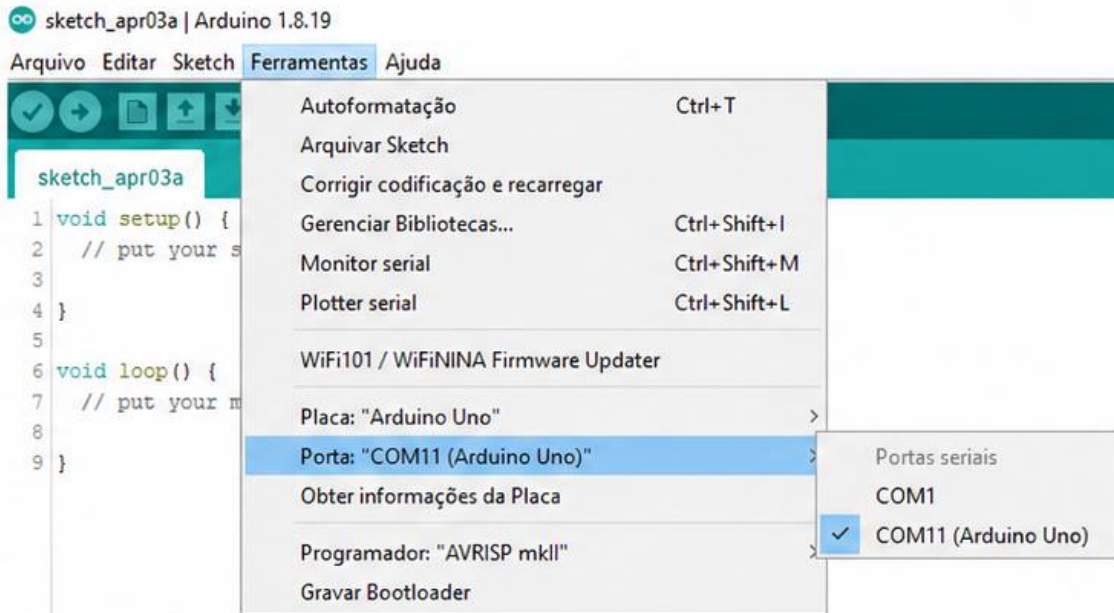 sketch_apr03a | Arduino 1.8.19
Arquivo Editar Sketch Ferramentas Ajuda
sketch_apr03a
1 void setup() {
2 // put your s
3
4 }
5
6 void loop() {
7 // put your m
8
9 }
Autoformatação Ctrl+T
Arquivar Sketch
Corrigir codificação e recarregar
Gerenciar Bibliotecas... Ctrl+Shift+I
Monitor serial Ctrl+Shift+M
Plotter serial Ctrl+Shift+L
WiFi101 / WiFiNINA Firmware Updater
Placa: "Arduino Uno"
Porta: "COM11 (Arduino Uno)"
Obter informações da Placa
Programador: "AVRISP mkII"
Gravar Bootloader
Portas seriais
COM1
COM11 (Arduino Uno)